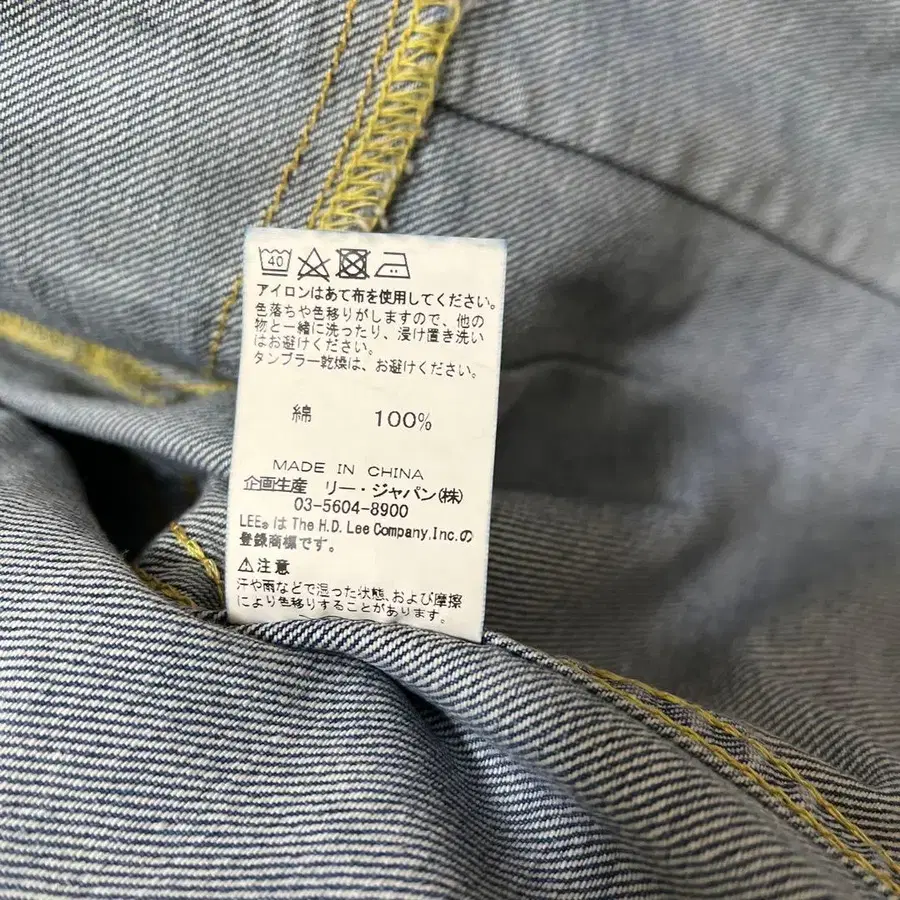 40
アイロンはあて布を使用してください。
色落ちや色移りがしますので、他の
物と一緒に洗ったり、浸け置き洗い
はお避けください。
タンブラー乾燥は、お避けください。
綿 100%
MADE IN CHINA
企画生産 リー・ジャパン(株)
03-5604-8900
LEE®は The H.D. Lee Company,Inc.の
登録商標です。
⚠注意
汗や雨などで湿った状態、および摩擦
により色移りすることがあります。